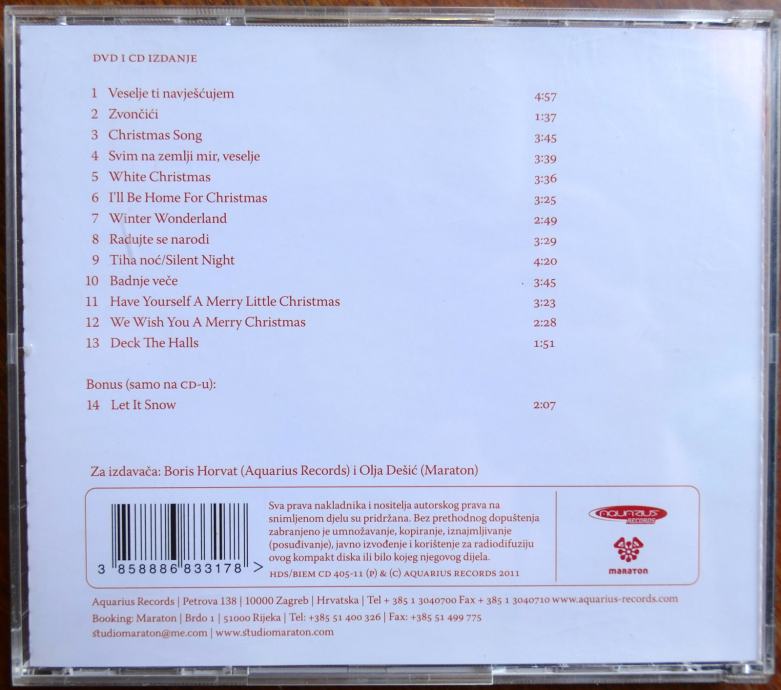 DVD I CD IZDANJE
1 Veselje ti navješćujem 4:57
2 Zvončići 1:37
3 Christmas Song 3:45
4 Svim na zemlji mir, veselje 3:39
5 White Christmas 3:36
6 I'll Be Home For Christmas 3:25
7 Winter Wonderland 2:49
8 Radujte se narodi 3:29
9 Tiha noć/Silent Night 4:20
10 Badnje veče 3:45
11 Have Yourself A Merry Little Christmas 3:23
12 We Wish You A Merry Christmas 2:28
13 Deck The Halls 1:51
Bonus (samo na CD-u):
14 Let It Snow 2:07
Za izdavača: Boris Horvat (Aquarius Records) i Olja Dešić (Maraton)
3 858886 833178 >
Sva prava nakladnika i nositelja autorskog prava na
snimljenom djelu su pridržana. Bez prethodnog dopuštenja
zabranjeno je umnožavanje, kopiranje, iznajmljivanje
(posuđivanje), javno izvođenje i korištenje za radiodifuziju
ovog kompakt diska ili bilo kojeg njegovog dijela.
HDS/BIEM CD 405-11 (P) & (C) AQUARIUS RECORDS 2011
AQUARIUS
RECORDS
MARATON
Aquarius Records | Petrova 138 | 10000 Zagreb | Hrvatska | Tel + 385 1 3040700 Fax + 385 1 3040710 www.aquarius-records.com
Booking: Maraton | Brdo 1 | 51000 Rijeka | Tel: +385 51 400 326 | Fax: +385 51 499 775
studiomaraton@me.com | www.studiomaraton.com